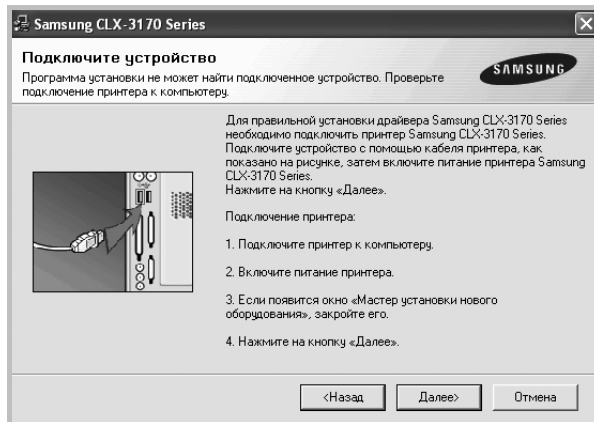 Samsung CLX-3170 Series
Подключите устройство
Программа установки не может найти подключенное устройство. Проверьте
подключение принтера к компьютеру.
SAMSUNG
Для правильной установки драйвера Samsung CLX-3170 Series
необходимо подключить принтер Samsung CLX-3170 Series.
Подключите устройство с помощью кабеля принтера, как
показано на рисунке, затем включите питание принтера Samsung
CLX-3170 Series.
Нажмите на кнопку «Далее».
Подключение принтера:
1. Подключите принтер к компьютеру.
2. Включите питание принтера.
3. Если появится окно «Мастер установки нового
оборудования», закройте его.
4. Нажмите на кнопку «Далее».
<Назад
Далее>
Отмена